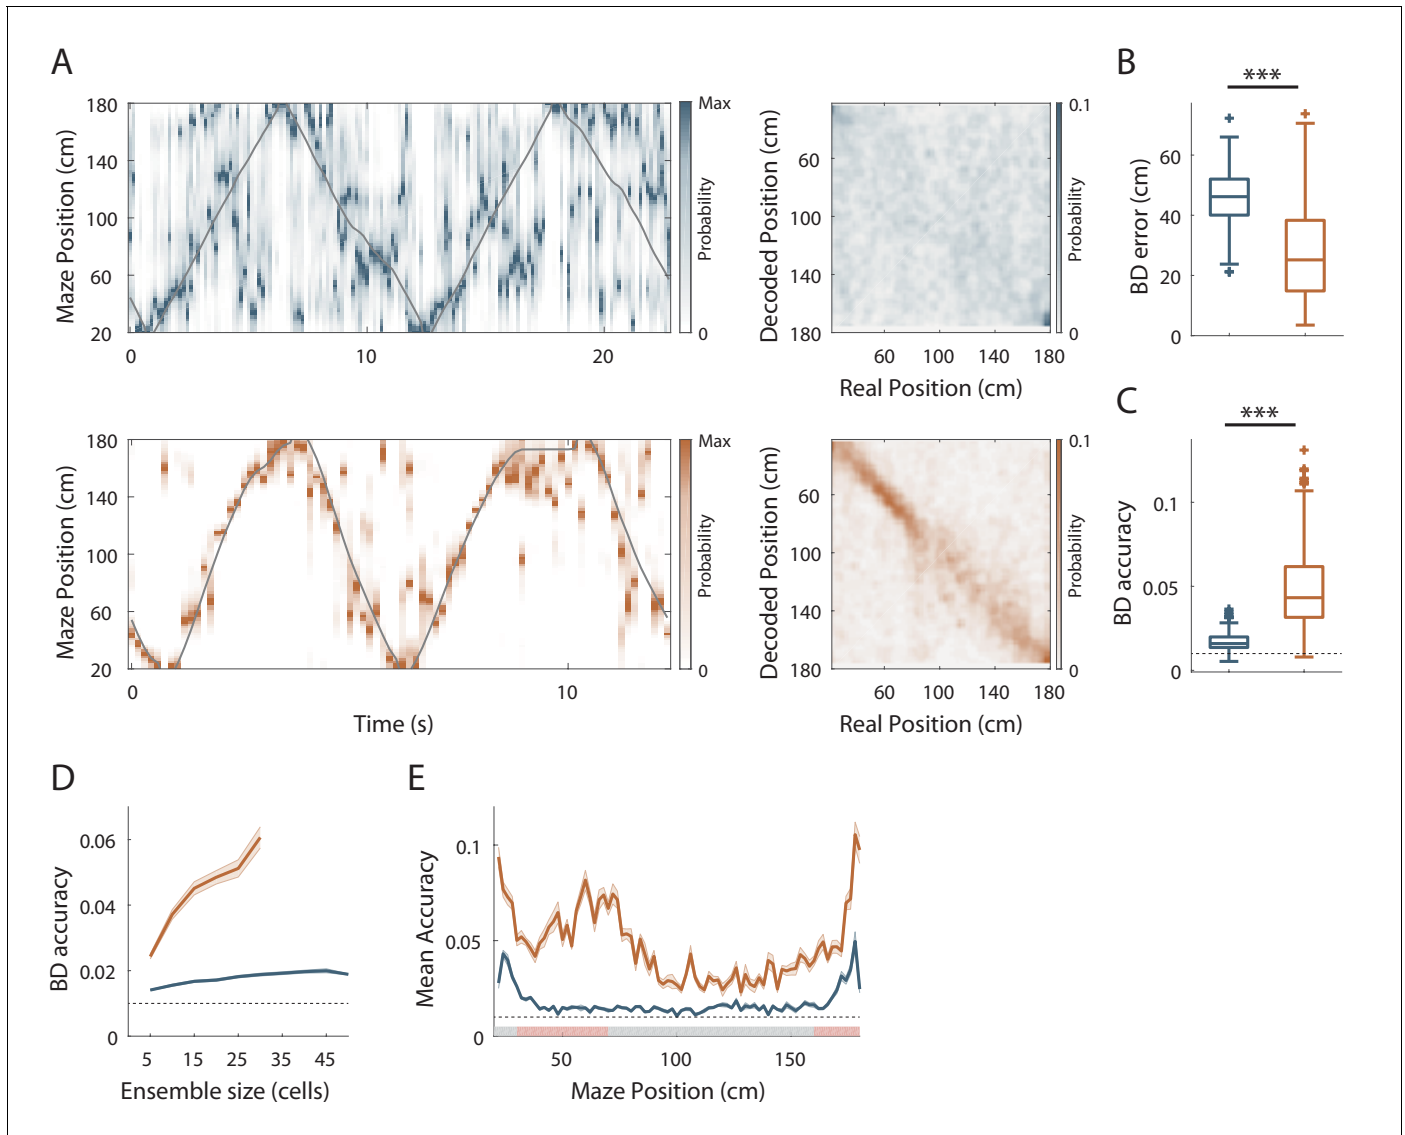 A
180
140
100
60
20
Maze Position (cm)
0
10
20
Max
Probability
0
60
100
140
180
Decoded Position (cm)
60
100
140
180
Real Position (cm)
0.1
Probability
0
B
***
60
40
20
0
BD error (cm)
180
140
100
60
20
Maze Position (cm)
0
10
Time (s)
Max
Probability
0
60
100
140
180
Decoded Position (cm)
60
100
140
180
Real Position (cm)
0.1
Probability
0
C
***
0.1
0.05
0
BD accuracy
D
0.06
0.04
0.02
0
BD accuracy
5
15
25
35
45
Ensemble size (cells)
E
0.1
0.05
0
Mean Accuracy
50
100
150
Maze Position (cm)